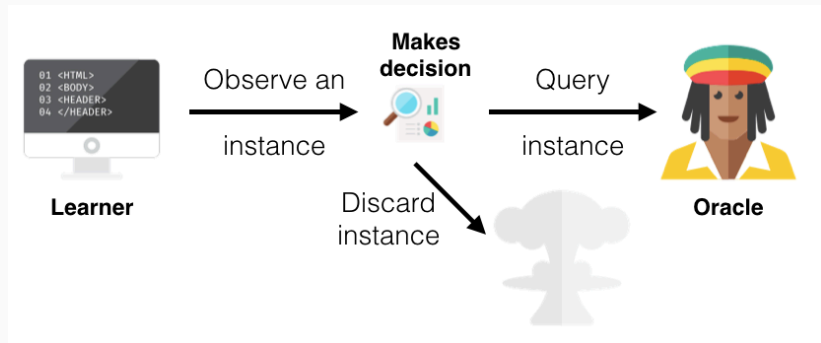 01 <HTML>
02 <BODY>
03 <HEADER>
04 </HEADER>
Learner
Observe an
instance
Makes
decision
Discard
instance
Query
instance
Oracle